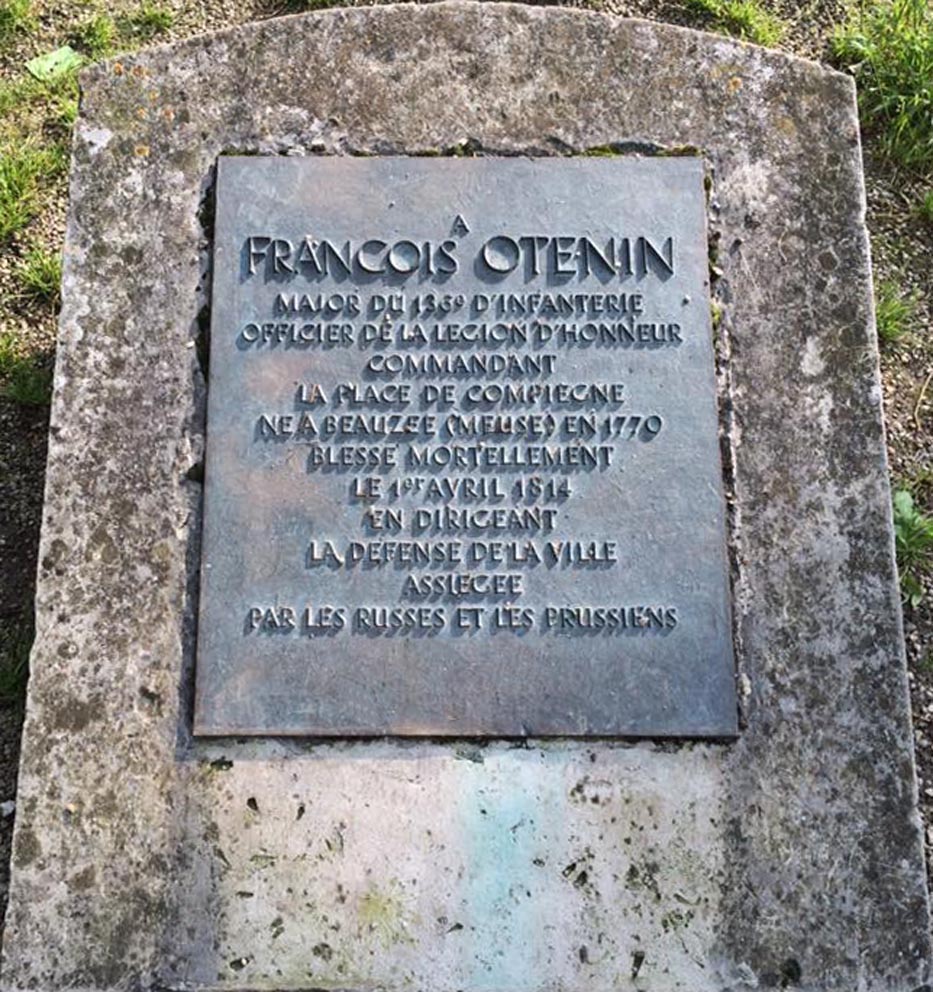 A
FRANCOIS OTENIN
MAJOR DU 136e D'INFANTERIE
OFFICIER DE LA LEGION D'HONNEUR
COMMANDANT
LA PLACE DE COMPIEGNE
NE A BEAUZEE (MEUSE) EN 1770
BLESSE MORTELLEMENT
LE 1er AVRIL 1814
EN DIRIGEANT
LA DEFENSE DE LA VILLE
ASSIEGEE
PAR LES RUSSES ET LES PRUSSIENS